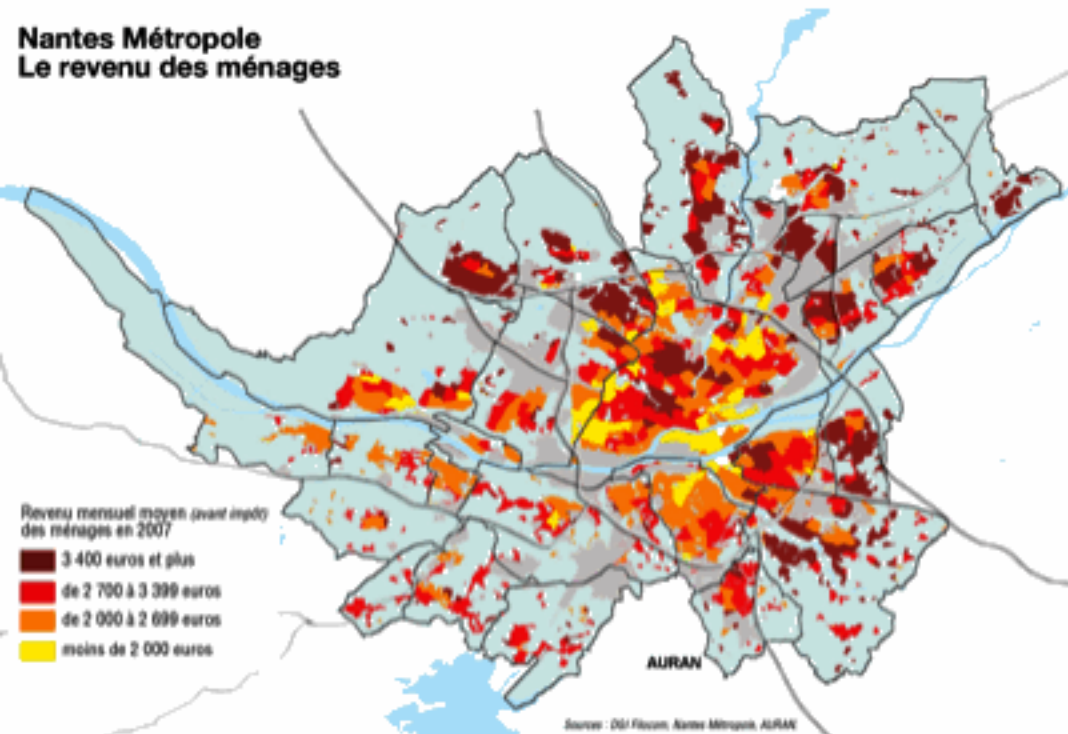 Nantes Métropole
Le revenu des ménages
Revenu mensuel moyen (avant impôt)
des ménages en 2007
3 400 euros et plus
de 2 700 à 3 399 euros
de 2 000 à 2 699 euros
moins de 2 000 euros
AURAN
Sources : DGI Filocom, Nantes Métropole, AURAN